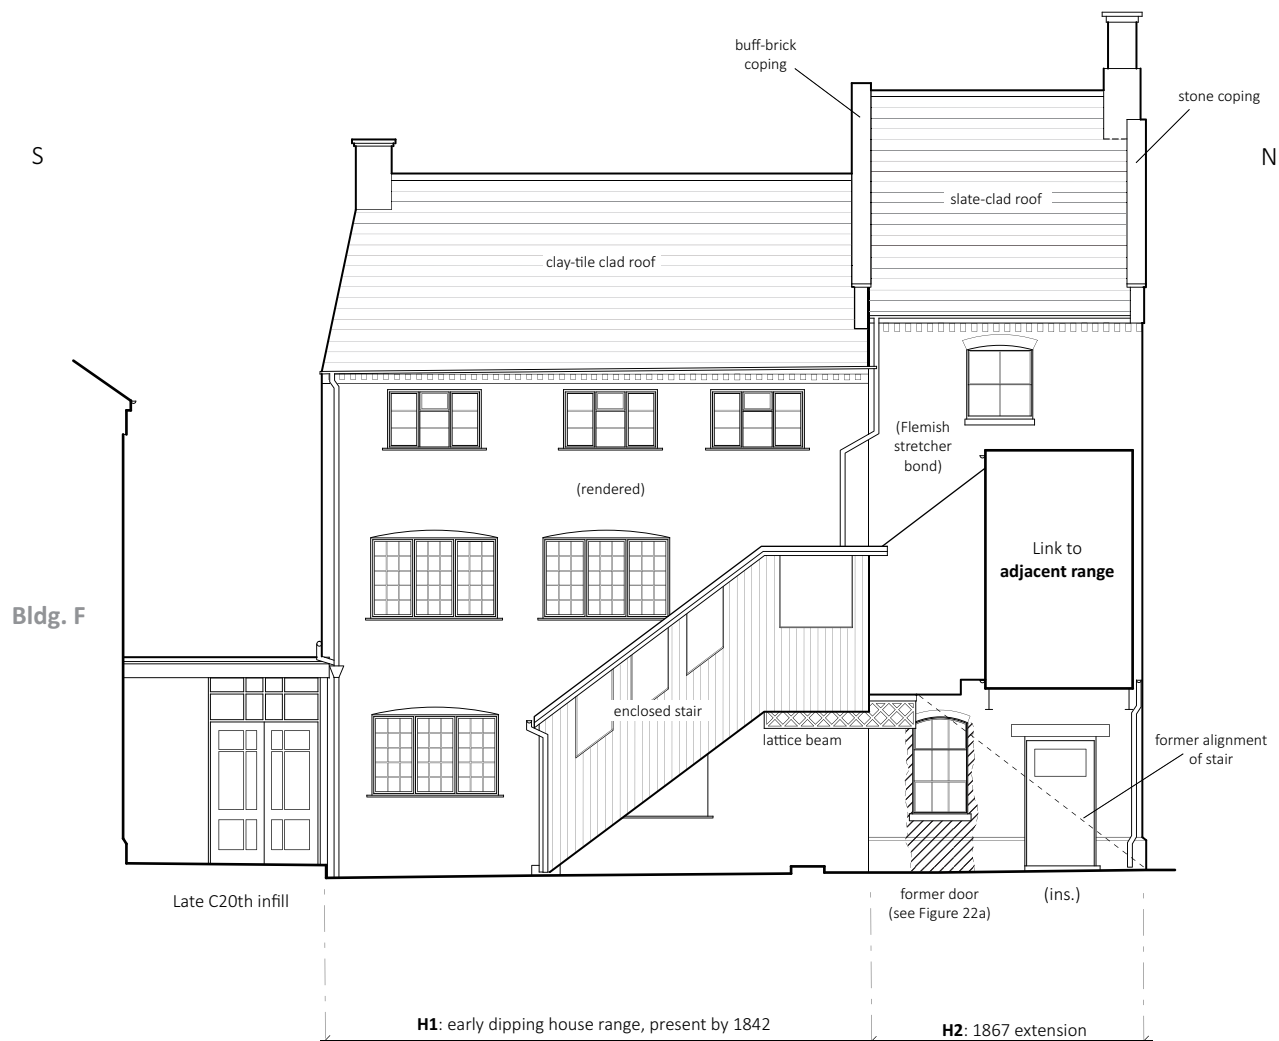 buff-brick
coping
stone coping
S
N
slate-clad roof
clay-tile clad roof
(Flemish
stretcher
bond)
(rendered)
Link to
adjacent range
Bldg. F
enclosed stair
lattice beam
former alignment
of stair
Late C20th infill
former door
(see Figure 22a)
(ins.)
H1: early dipping house range, present by 1842
H2: 1867 extension